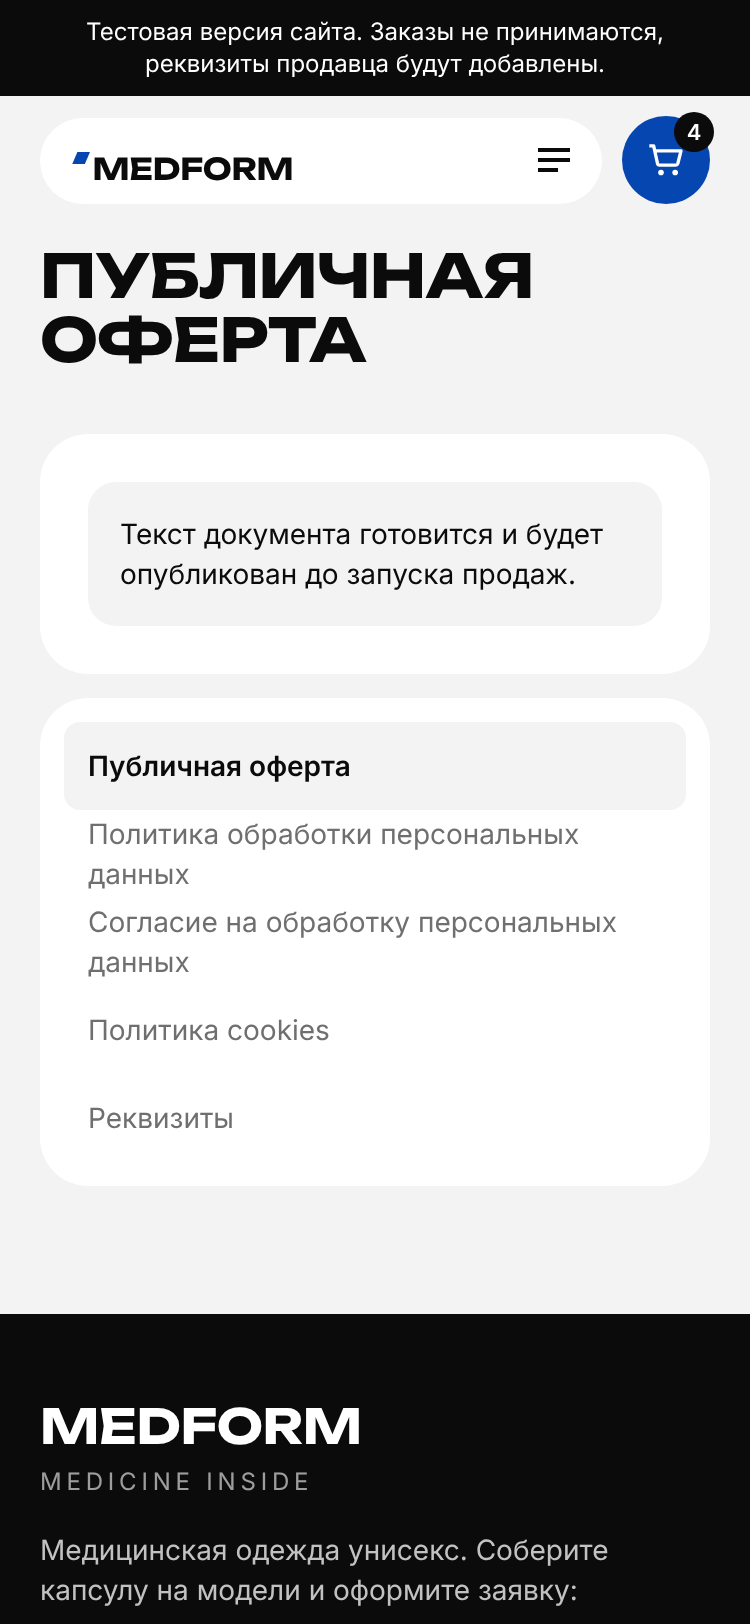 Тестовая версия сайта. Заказы не принимаются,
реквизиты продавца будут добавлены.
MEDFORM
4
ПУБЛИЧНАЯ
ОФЕРТА
Текст документа готовится и будет
опубликован до запуска продаж.
Публичная оферта
Политика обработки персональных
данных
Согласие на обработку персональных
данных
Политика cookies
Реквизиты
MEDFORM
MEDICINE INSIDE
Медицинская одежда унисекс. Соберите
капсулу на модели и оформите заявку: